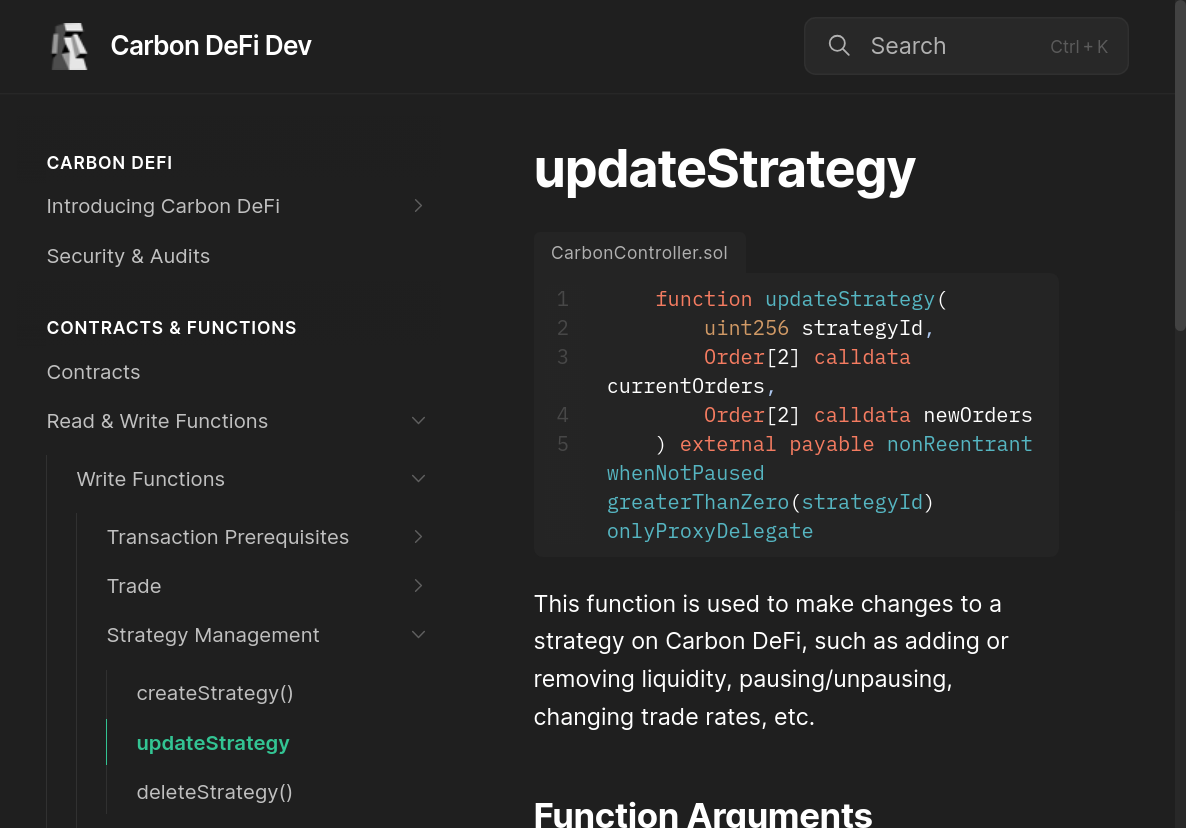 Carbon DeFi Dev
Search
Ctrl + K
CARBON DEFI
Introducing Carbon DeFi
Security & Audits
CONTRACTS & FUNCTIONS
Contracts
Read & Write Functions
Write Functions
Transaction Prerequisites
Trade
Strategy Management
createStrategy()
updateStrategy
deleteStrategy()
updateStrategy
CarbonController.sol
1 function updateStrategy(
2 uint256 strategyId,
3 Order[2] calldata
currentOrders,
4 Order[2] calldata newOrders
5 ) external payable nonReentrant
whenNotPaused
greaterThanZero(strategyId)
onlyProxyDelegate
This function is used to make changes to a
strategy on Carbon DeFi, such as adding or
removing liquidity, pausing/unpausing,
changing trade rates, etc.
Function Arguments